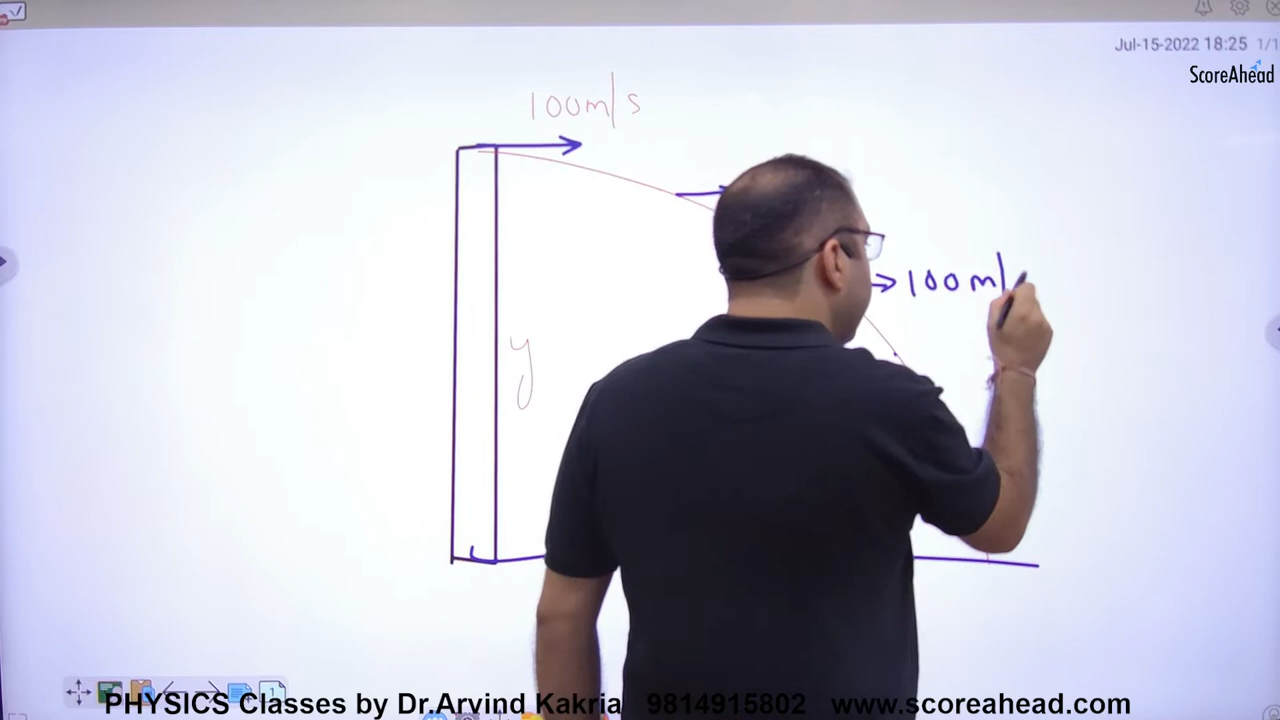 Jul-15-2022 18:25 1/1
ScoreAhead
100m/s
100m/
y
1
PHYSICS Classes by Dr.Arvind Kakria 9814915802 www.scoreahead.com